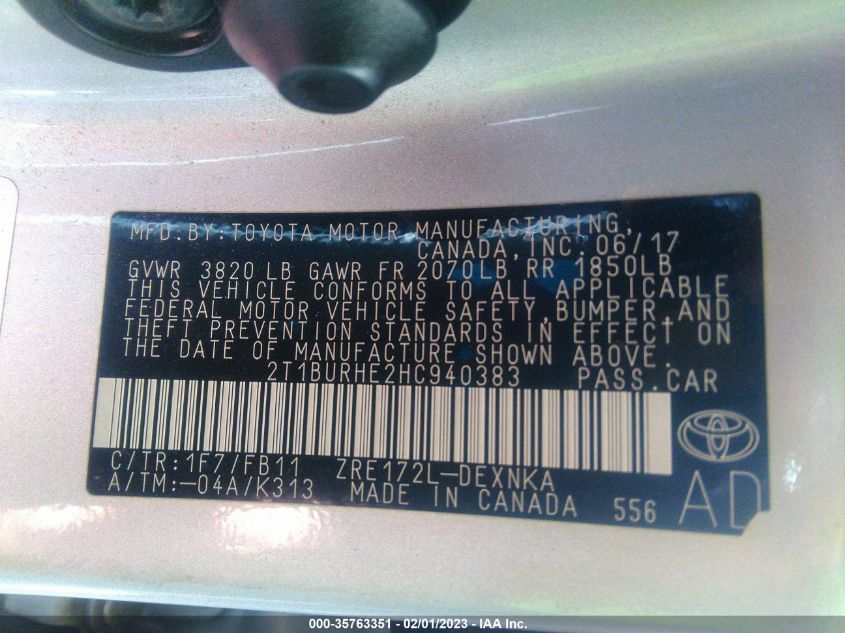 MFD. BY: TOYOTA MOTOR MANUFACTURING,
CANADA, INC. 06/17
GVWR 3820 LB GAWR FR 2070LB RR 1850LB
THIS VEHICLE CONFORMS TO ALL APPLICABLE
FEDERAL MOTOR VEHICLE SAFETY, BUMPER, AND
THEFT PREVENTION STANDARDS IN EFFECT ON
THE DATE OF MANUFACTURE SHOWN ABOVE.
2T1BURHE2HC940383 PASS. CAR
C/TR: 1F7/FB11 ZRE172L-DEXNKA
A/TM: -04A/K313 MADE IN CANADA 556 AD
000-35763351 - 02/01/2023 - IAA Inc.